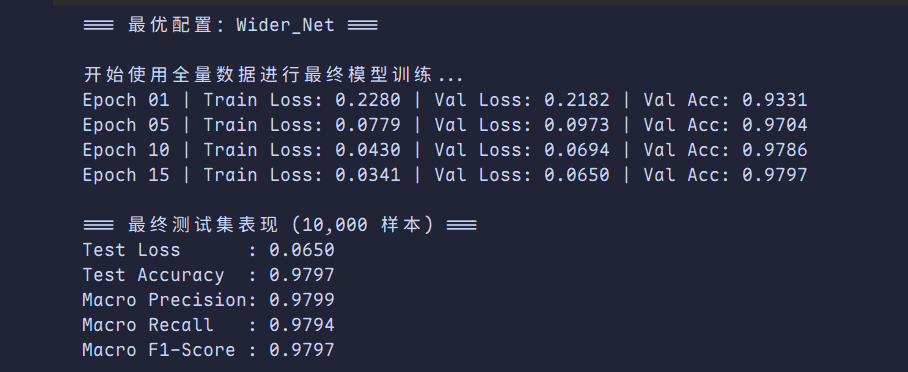 === 最优配置: Wider_Net ===
开始使用全量数据进行最终模型训练...
Epoch 01 | Train Loss: 0.2280 | Val Loss: 0.2182 | Val Acc: 0.9331
Epoch 05 | Train Loss: 0.0779 | Val Loss: 0.0973 | Val Acc: 0.9704
Epoch 10 | Train Loss: 0.0430 | Val Loss: 0.0694 | Val Acc: 0.9786
Epoch 15 | Train Loss: 0.0341 | Val Loss: 0.0650 | Val Acc: 0.9797
=== 最终测试集表现 (10,000 样本) ===
Test Loss      : 0.0650
Test Accuracy  : 0.9797
Macro Precision: 0.9799
Macro Recall   : 0.9794
Macro F1-Score : 0.9797